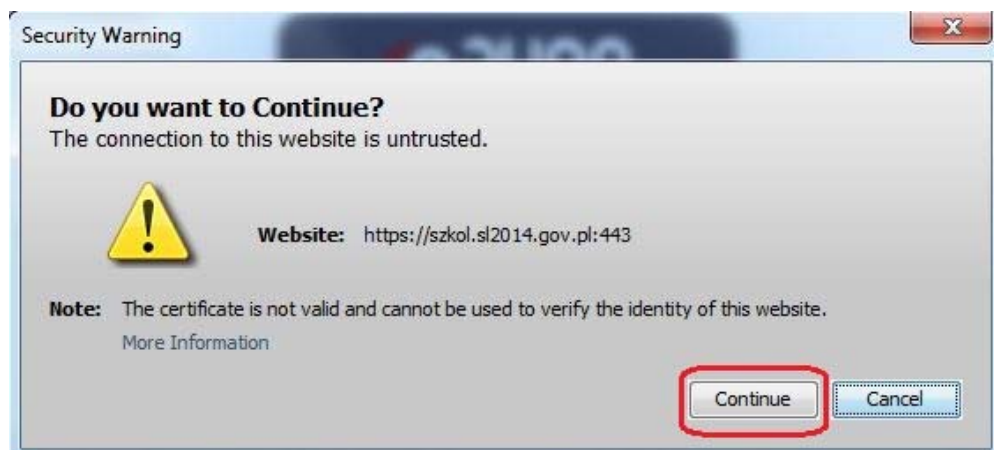 Security Warning
Do you want to Continue?
The connection to this website is untrusted.
Website: https://szkol.sl2014.gov.pl:443
Note: The certificate is not valid and cannot be used to verify the identity of this website.
More Information
Continue Cancel